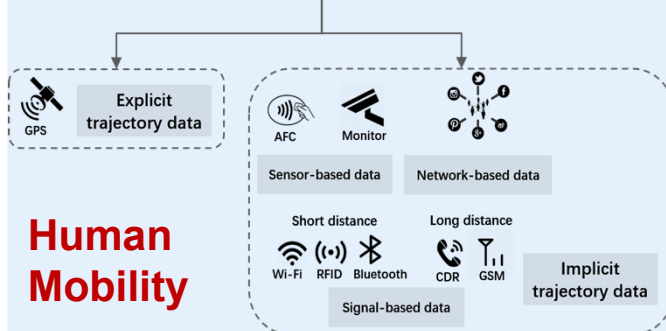 GPS
Explicit
trajectory data
AFC
Monitor
Sensor-based data
Network-based data
Human
Mobility
Short distance
Long distance
Wi-Fi
RFID
Bluetooth
CDR
GSM
Signal-based data
Implicit
trajectory data